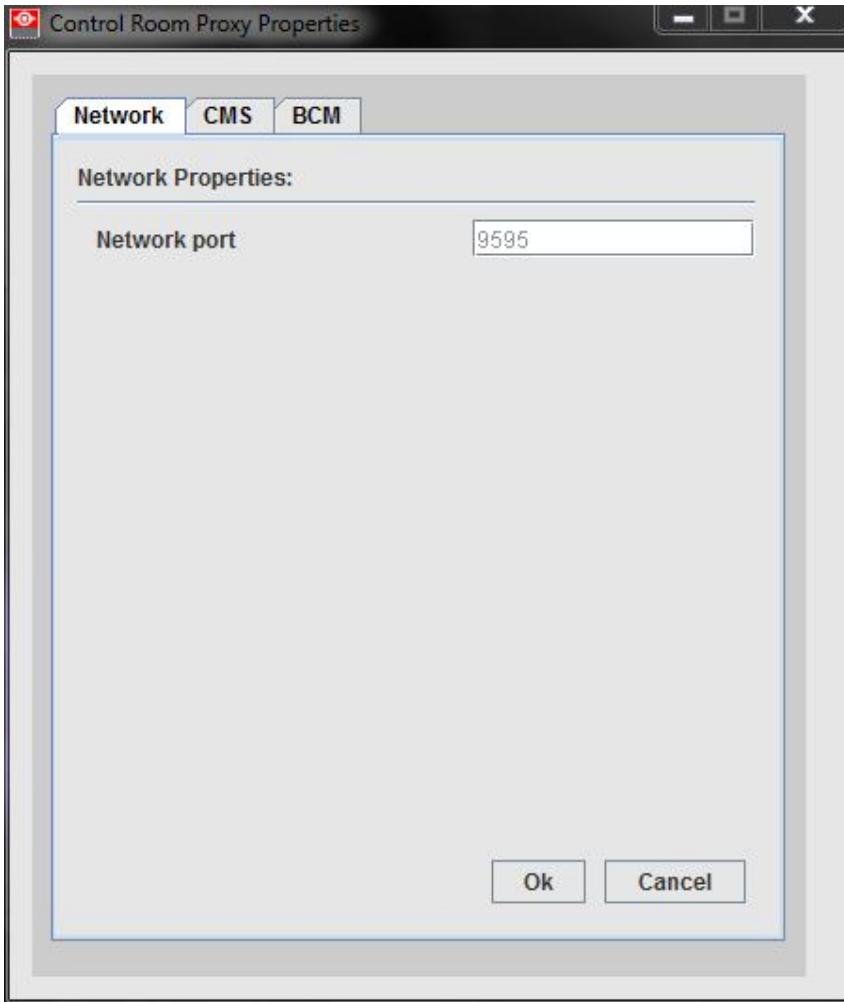 Control Room Proxy Properties
Network CMS BCM
Network Properties:
Network port 9595
Ok Cancel